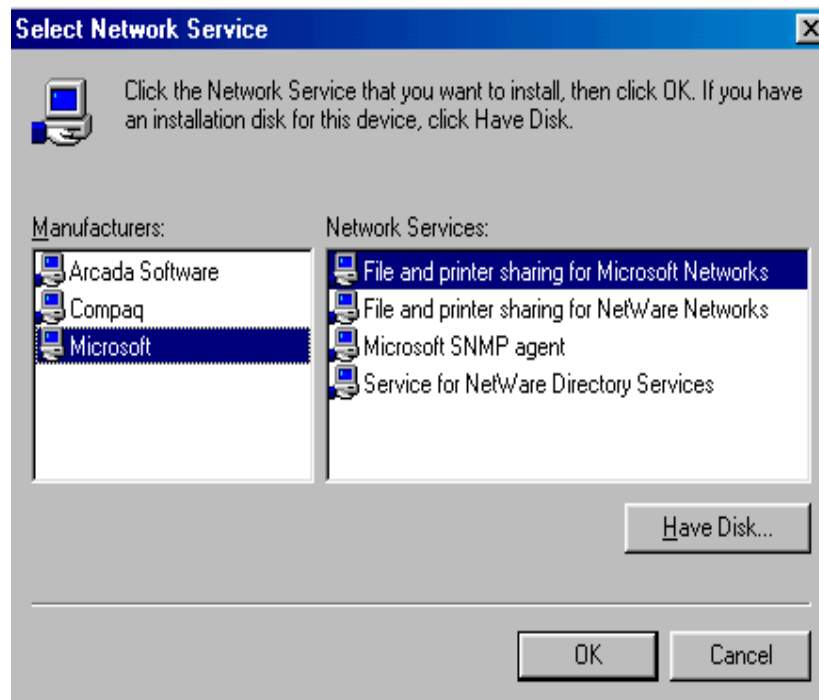 Select Network Service
Click the Network Service that you want to install, then click OK. If you have
an installation disk for this device, click Have Disk.
Manufacturers:
Arcada Software
Compaq
Microsoft
Network Services:
File and printer sharing for Microsoft Networks
File and printer sharing for NetWare Networks
Microsoft SNMP agent
Service for NetWare Directory Services
Have Disk...
OK
Cancel